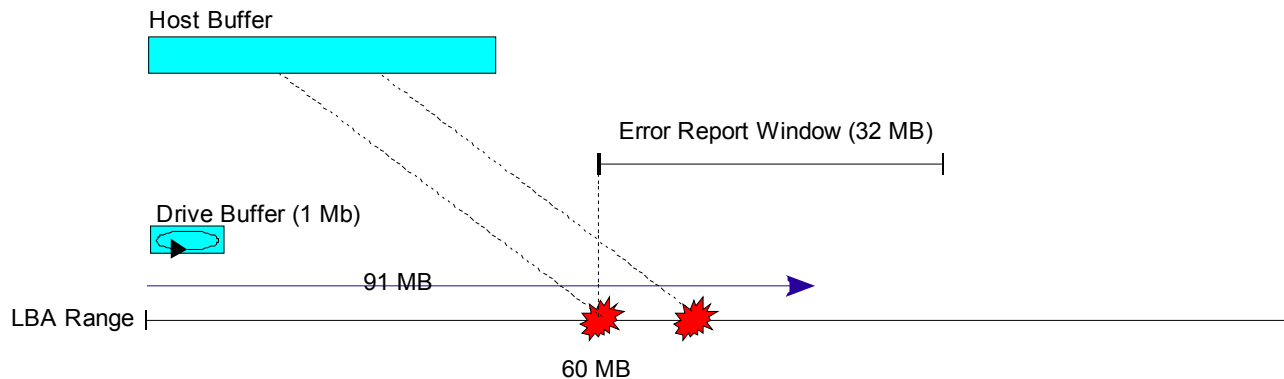 Host Buffer
Error Report Window (32 MB)
Drive Buffer (1 Mb)
91 MB
LBA Range
60 MB